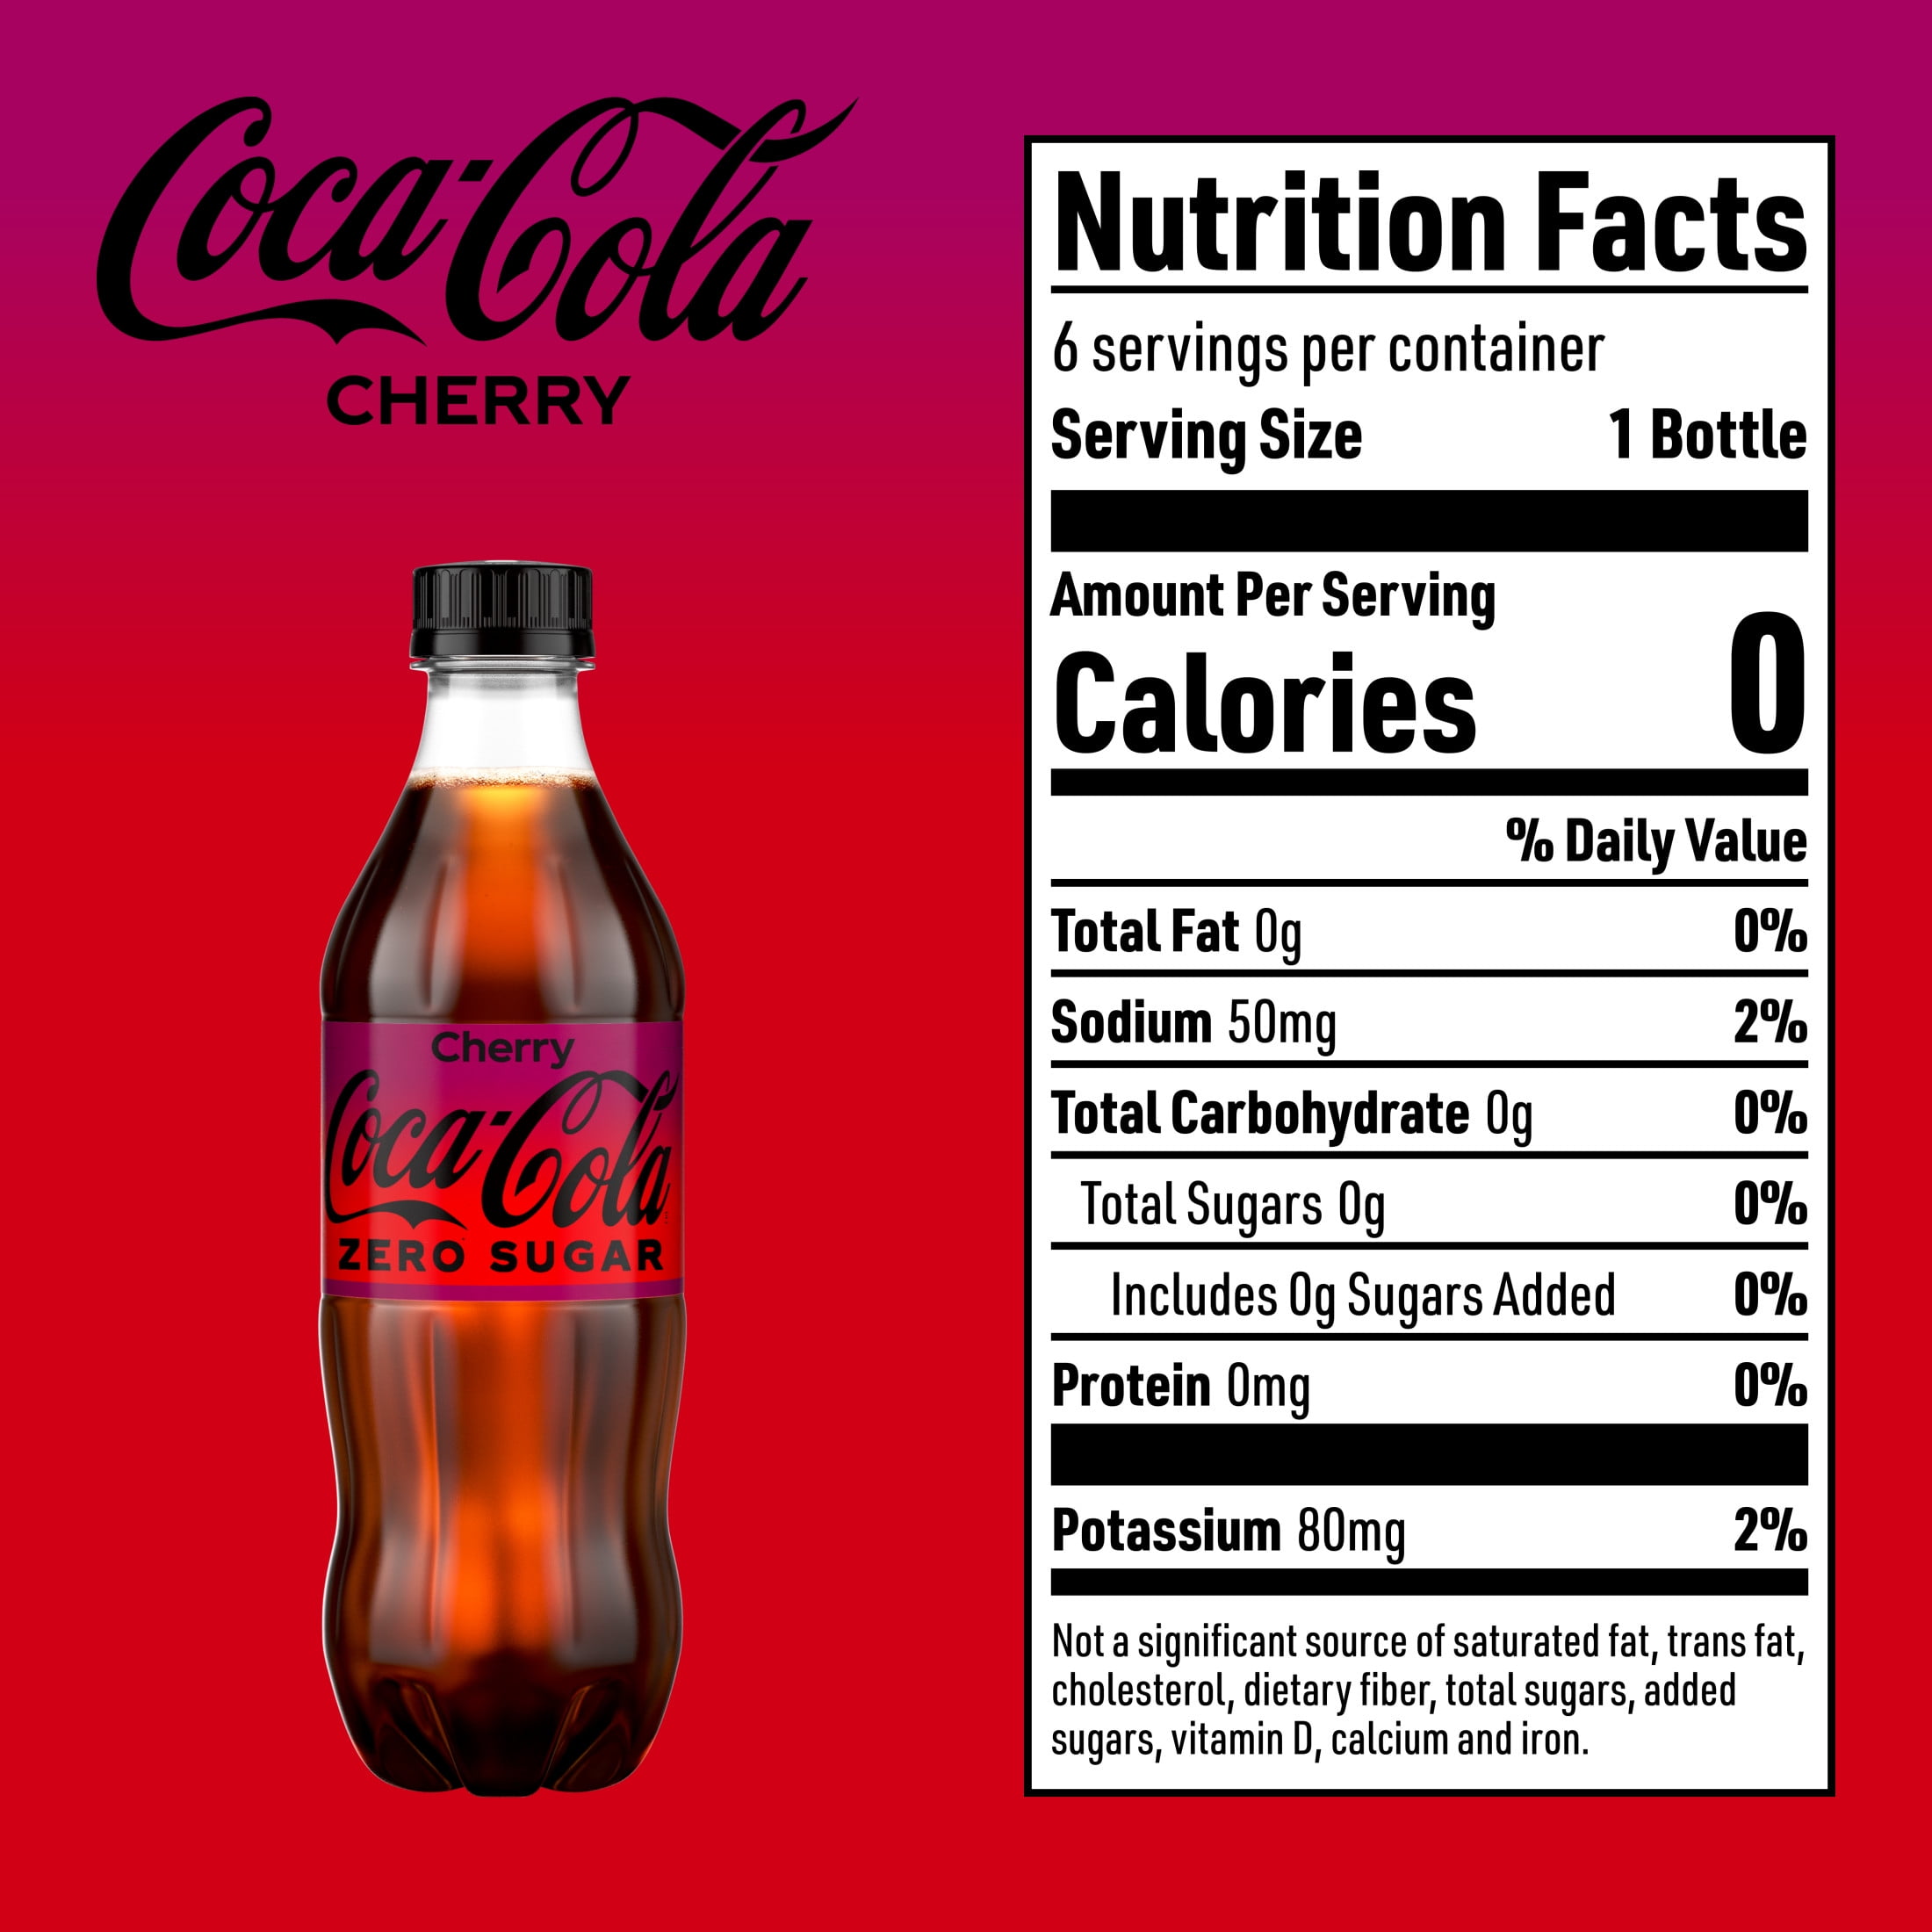 Coca-Cola
CHERRY
Cherry
Coca-Cola
ZERO SUGAR
Nutrition Facts
6 servings per container
Serving Size 1 Bottle
Amount Per Serving
Calories 0
% Daily Value
Total Fat 0g 0%
Sodium 50mg 2%
Total Carbohydrate 0g 0%
Total Sugars 0g 0%
Includes 0g Sugars Added 0%
Protein 0mg 0%
Potassium 80mg 2%
Not a significant source of saturated fat, trans fat,
cholesterol, dietary fiber, total sugars, added
sugars, vitamin D, calcium and iron.